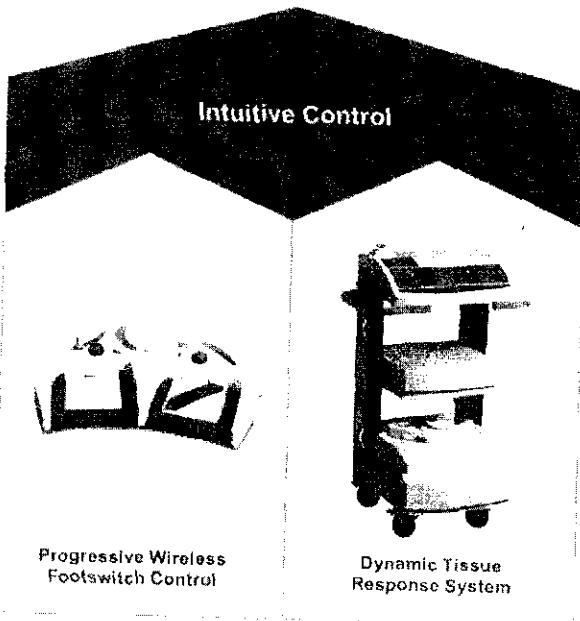 Intuitive Control
Progressive Wireless
Footswitch Control
Dynamic Tissue
Response System